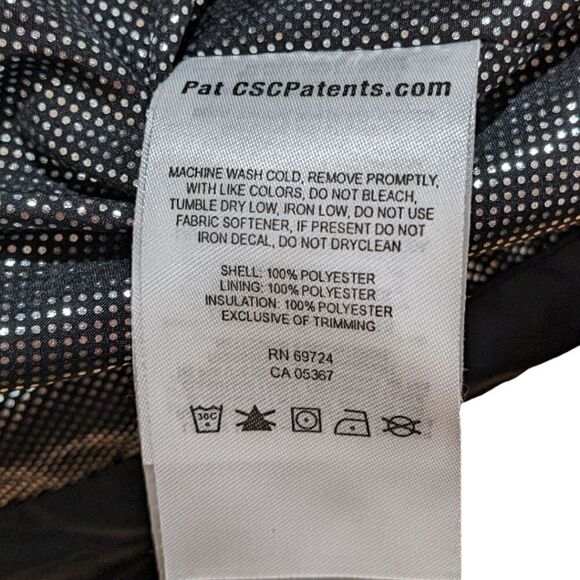 Pat CSCPatents.com
MACHINE WASH COLD, REMOVE PROMPTLY,
WITH LIKE COLORS, DO NOT BLEACH,
TUMBLE DRY LOW, IRON LOW, DO NOT USE
FABRIC SOFTENER, IF PRESENT DO NOT
IRON DECAL, DO NOT DRYCLEAN
SHELL: 100% POLYESTER
LINING: 100% POLYESTER
INSULATION: 100% POLYESTER
EXCLUSIVE OF TRIMMING
RN 69724
CA 05367
30C